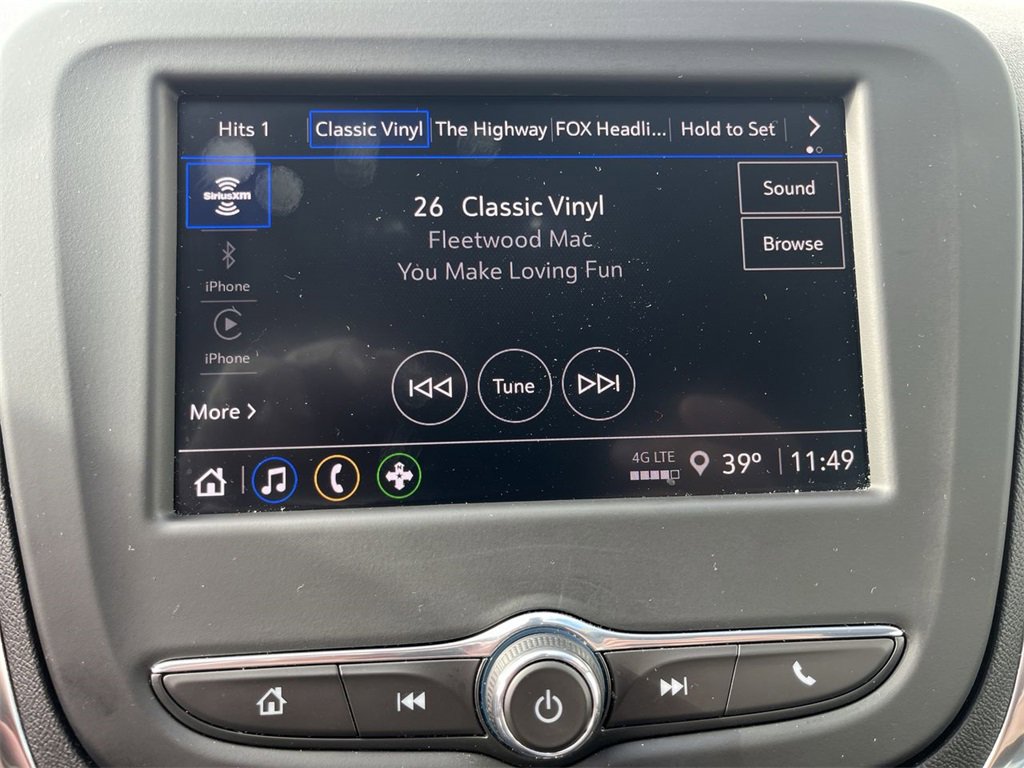 Hits 1 Classic Vinyl The Highway FOX Headli... Hold to Set
SiriusXM
26 Classic Vinyl
Sound
Fleetwood Mac
Browse
You Make Loving Fun
iPhone
iPhone
Tune
More
4G LTE 39° 11:49